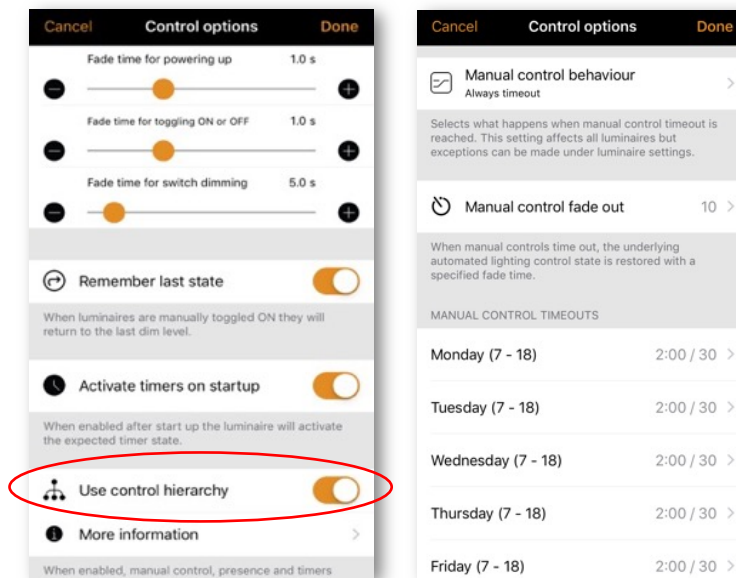 Cancel Control options Done
Fade time for powering up 1.0 s
Fade time for toggling ON or OFF 1.0 s
Fade time for switch dimming 5.0 s
Remember last state
When luminaires are manually toggled ON they will
return to the last dim level.
Activate timers on startup
When enabled after start up the luminaire will activate
the expected timer state.
Use control hierarchy
More information
When enabled, manual control, presence and timers
Cancel Control options Done
Manual control behaviour
Always timeout
Selects what happens when manual control timeout is
reached. This setting affects all luminaires but
exceptions can be made under luminaire settings.
Manual control fade out 10
When manual controls time out, the underlying
automated lighting control state is restored with a
specified fade time.
MANUAL CONTROL TIMEOUTS
Monday (7 - 18) 2:00 / 30
Tuesday (7 - 18) 2:00 / 30
Wednesday (7 - 18) 2:00 / 30
Thursday (7 - 18) 2:00 / 30
Friday (7 - 18) 2:00 / 30